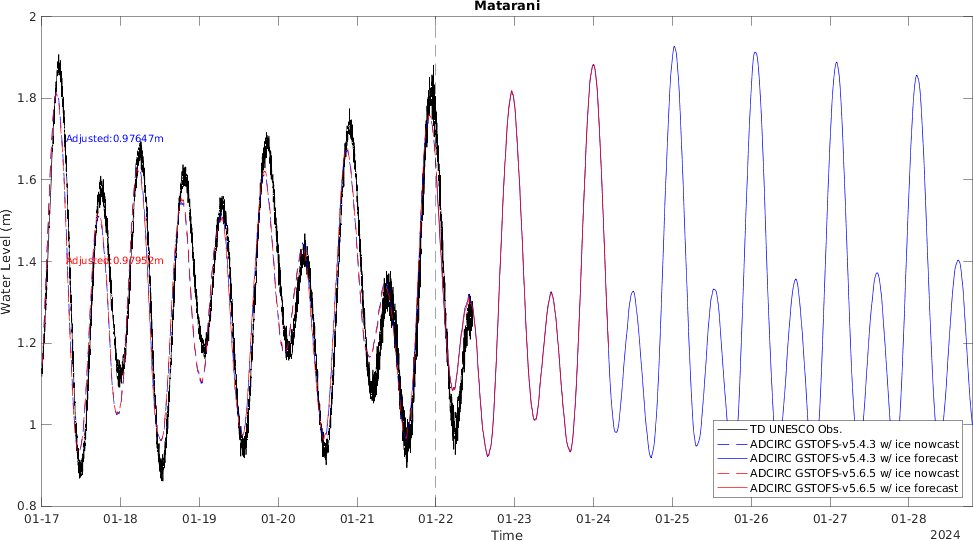 Matarani
2
1.8
1.6
1.4
1.2
1
0.8
Water Level (m)
Adjusted:0.97647m
Adjusted:0.97952m
TD UNESCO Obs.
ADCIRC GSTOFS-v5.4.3 w/ ice nowcast
ADCIRC GSTOFS-v5.4.3 w/ ice forecast
ADCIRC GSTOFS-v5.6.5 w/ ice nowcast
ADCIRC GSTOFS-v5.6.5 w/ ice forecast
01-17 01-18 01-19 01-20 01-21 01-22 01-23 01-24 01-25 01-26 01-27 01-28
Time
2024